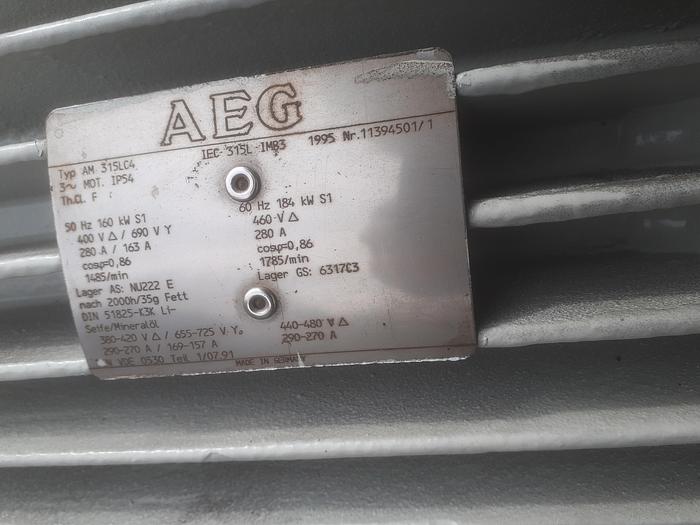 AEG
IEC 315L IMB3 1995 Nr.11394501/1
Typ AM 315LC4
3~ MOT. IP54
Th.Cl. F
50 Hz 160 kW S1
400 V Δ / 690 V Y
280 A / 163 A
cosφ=0,86
1485/min
Lager AS: NU222 E
nach 2000h/35g Fett
DIN 51825-K3K Li-
Seife/Mineralöl
380-420 V Δ / 655-725 V Y
290-270 A / 169-157 A
60 Hz 184 kW S1
460 V Δ
280 A
cosφ=0,86
1785/min
Lager GS: 6317C3
440-480 V Δ
290-270 A
VDE 0530 Teil 1/07.91
MADE IN GERMANY